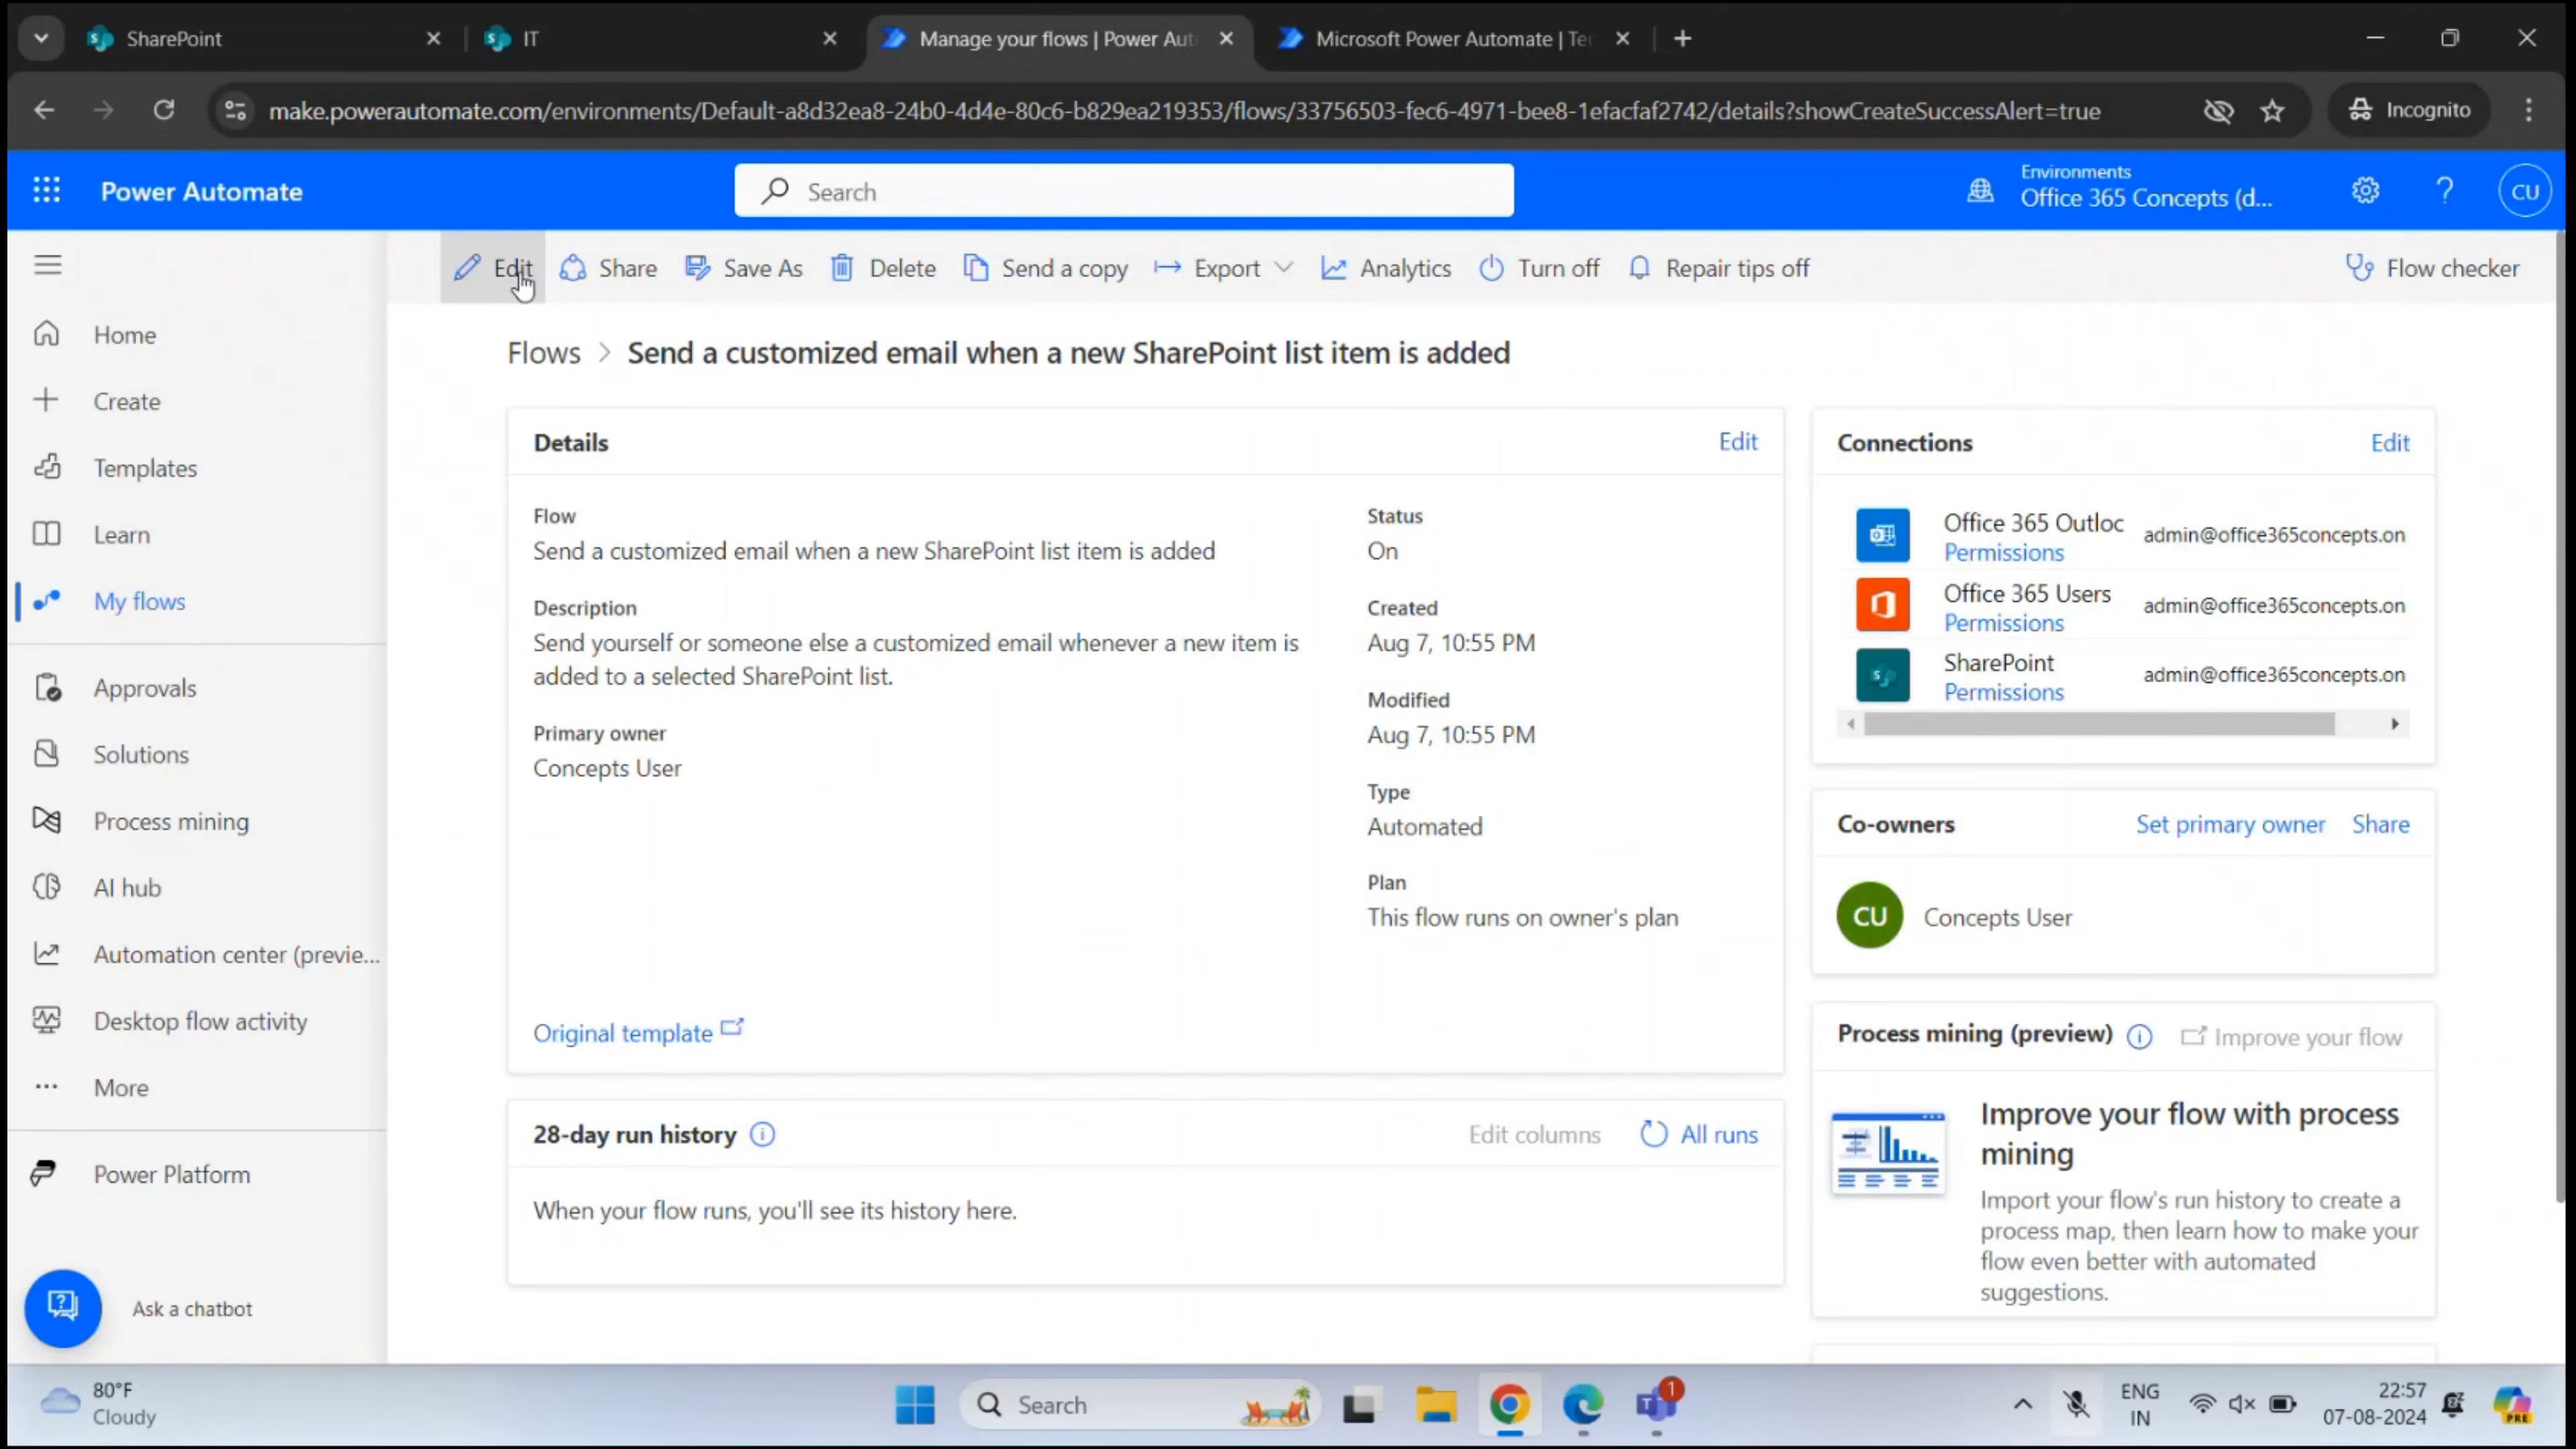 SharePoint
IT
Manage your flows | Power Aut
Microsoft Power Automate | Te
make.powerautomate.com/environments/Default-a8d32ea8-24b0-4d4e-80c6-b829ea219353/flows/33756503-fec6-4971-bee8-1efacfaf2742/details?showCreateSuccessAlert=true
Incognito
Power Automate
Search
Environments
Office 365 Concepts (d...
CU
Edit
Share
Save As
Delete
Send a copy
Export
Analytics
Turn off
Repair tips off
Flow checker
Home
Create
Templates
Learn
My flows
Approvals
Solutions
Process mining
AI hub
Automation center (previe...
Desktop flow activity
More
Power Platform
Ask a chatbot
Flows > Send a customized email when a new SharePoint list item is added
Details
Edit
Flow
Send a customized email when a new SharePoint list item is added
Description
Send yourself or someone else a customized email whenever a new item is
added to a selected SharePoint list.
Primary owner
Concepts User
Status
On
Created
Aug 7, 10:55 PM
Modified
Aug 7, 10:55 PM
Type
Automated
Plan
This flow runs on owner's plan
Original template
28-day run history
Edit columns
All runs
When your flow runs, you'll see its history here.
Connections
Edit
Office 365 Outloc
Permissions
admin@office365concepts.on
Office 365 Users
Permissions
admin@office365concepts.on
SharePoint
Permissions
admin@office365concepts.on
Co-owners
Set primary owner
Share
CU
Concepts User
Process mining (preview)
Improve your flow
Improve your flow with process
mining
Import your flow's run history to create a
process map, then learn how to make your
flow even better with automated
suggestions.
80°F
Cloudy
Search
1
ENG
IN
22:57
07-08-2024
PRE